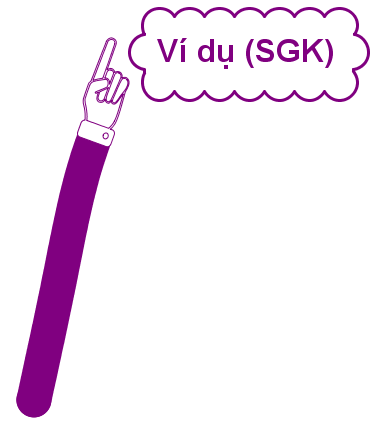 Ví dụ (SGK)